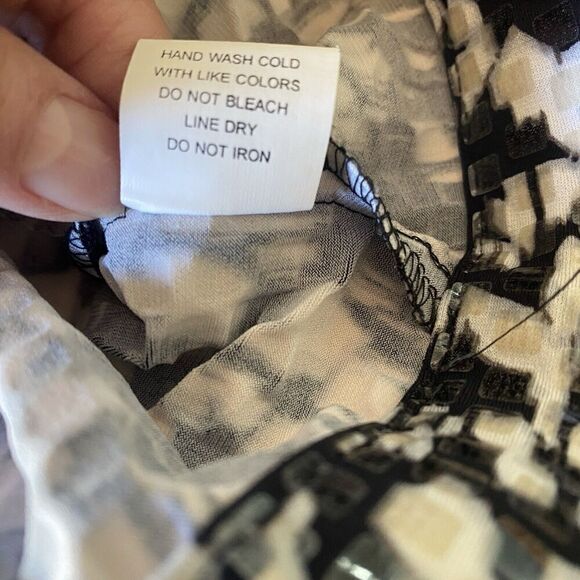 HAND WASH COLD
WITH LIKE COLORS
DO NOT BLEACH
LINE DRY
DO NOT IRON